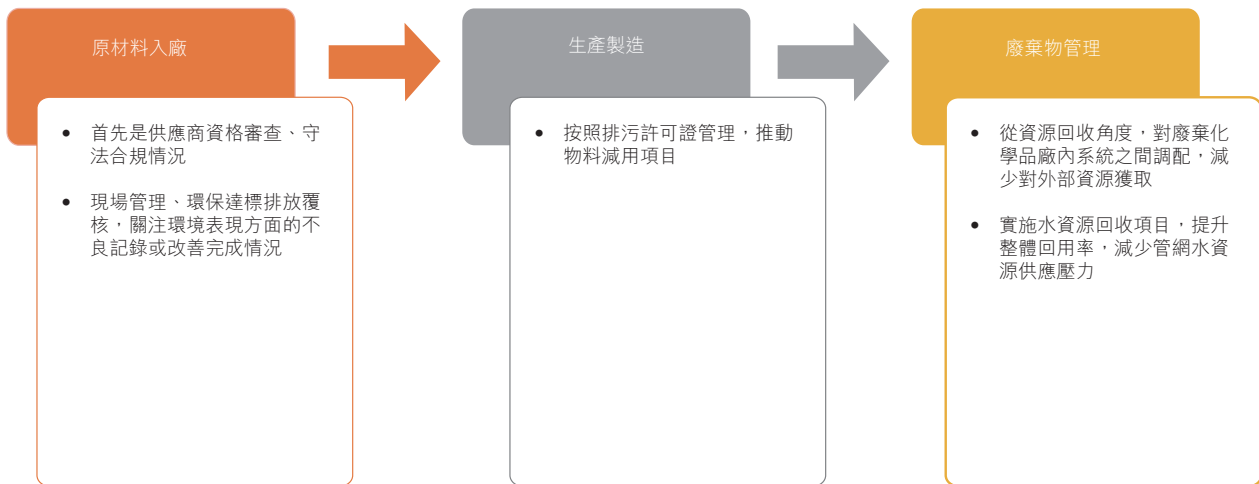 原材料入廠
• 首先是供應商資格審查、守
法合規情況
• 現場管理、環保達標排放覆
核，關注環境表現方面的不
良記錄或改善完成情況
生產製造
• 按照排污許可證管理，推動
物料減用項目
廢棄物管理
• 從資源回收角度，對廢棄化
學品廠內系統之間調配，減
少對外部資源獲取
• 實施水資源回收項目，提升
整體回用率，減少管網水資
源供應壓力